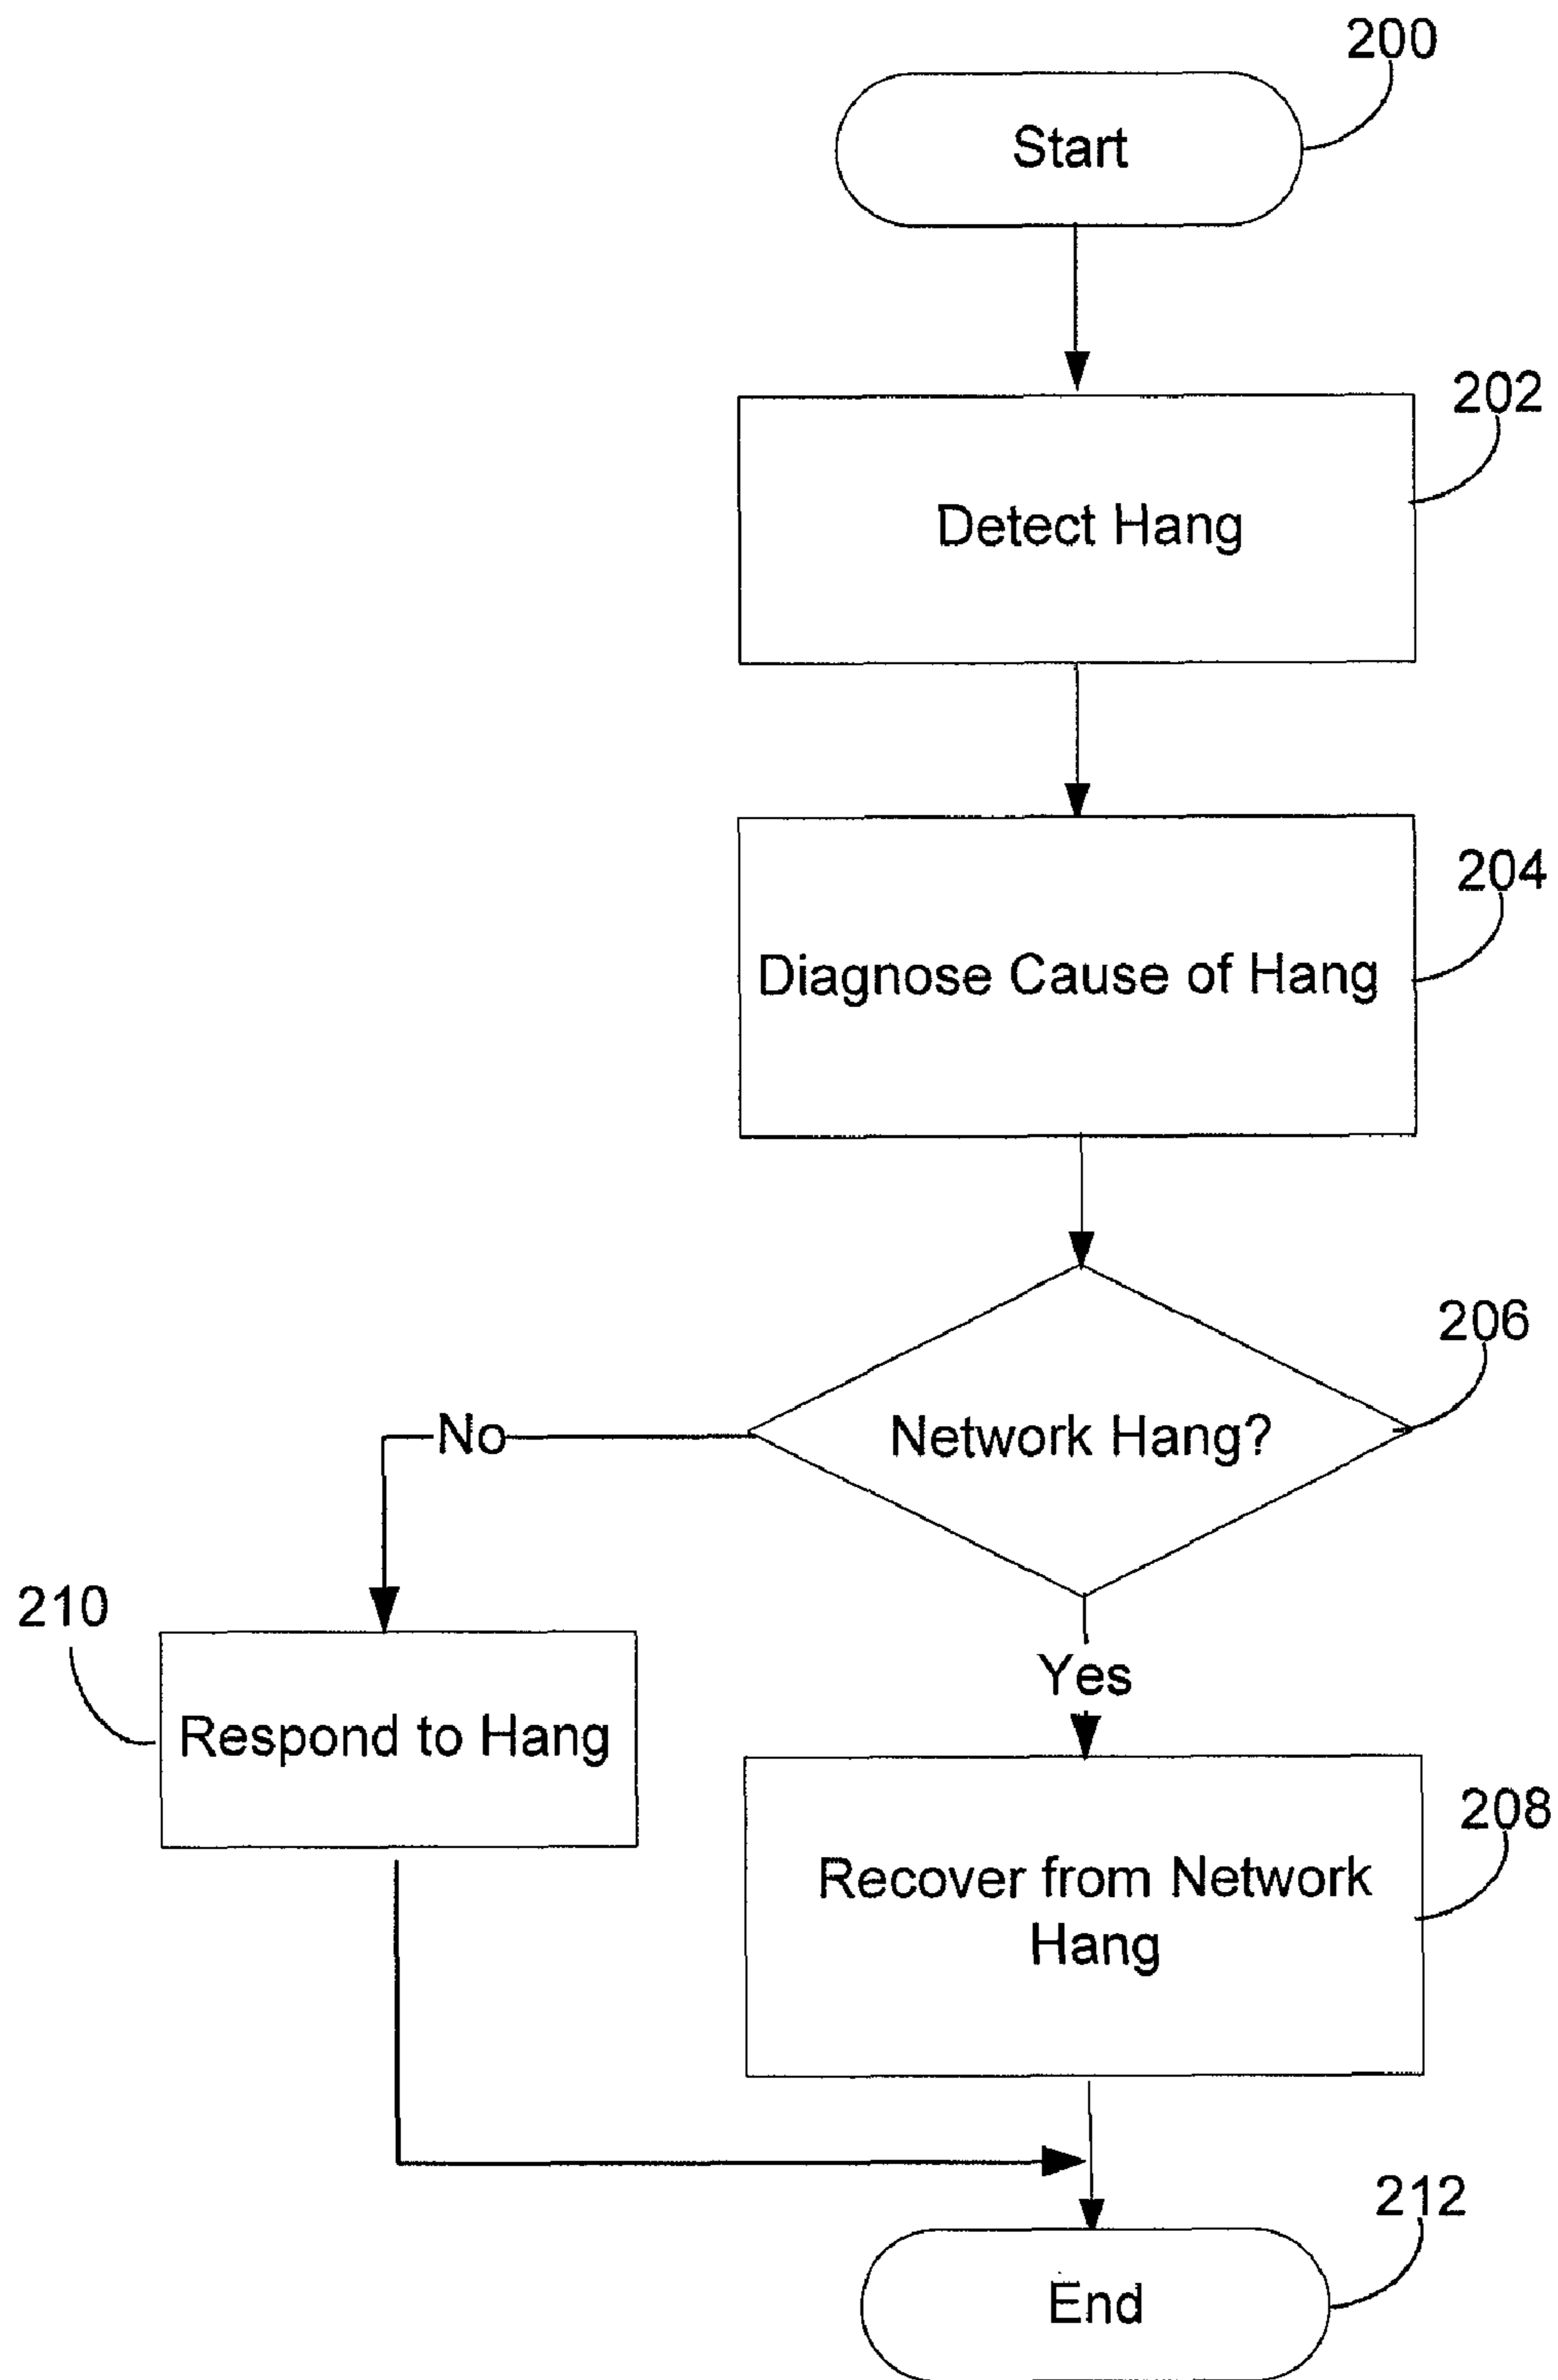 200
Start
202
Detect Hang
204
Diagnose Cause of Hang
206
Network Hang?
No
210
Yes
Respond to Hang
208
Recover from Network
Hang
212
End